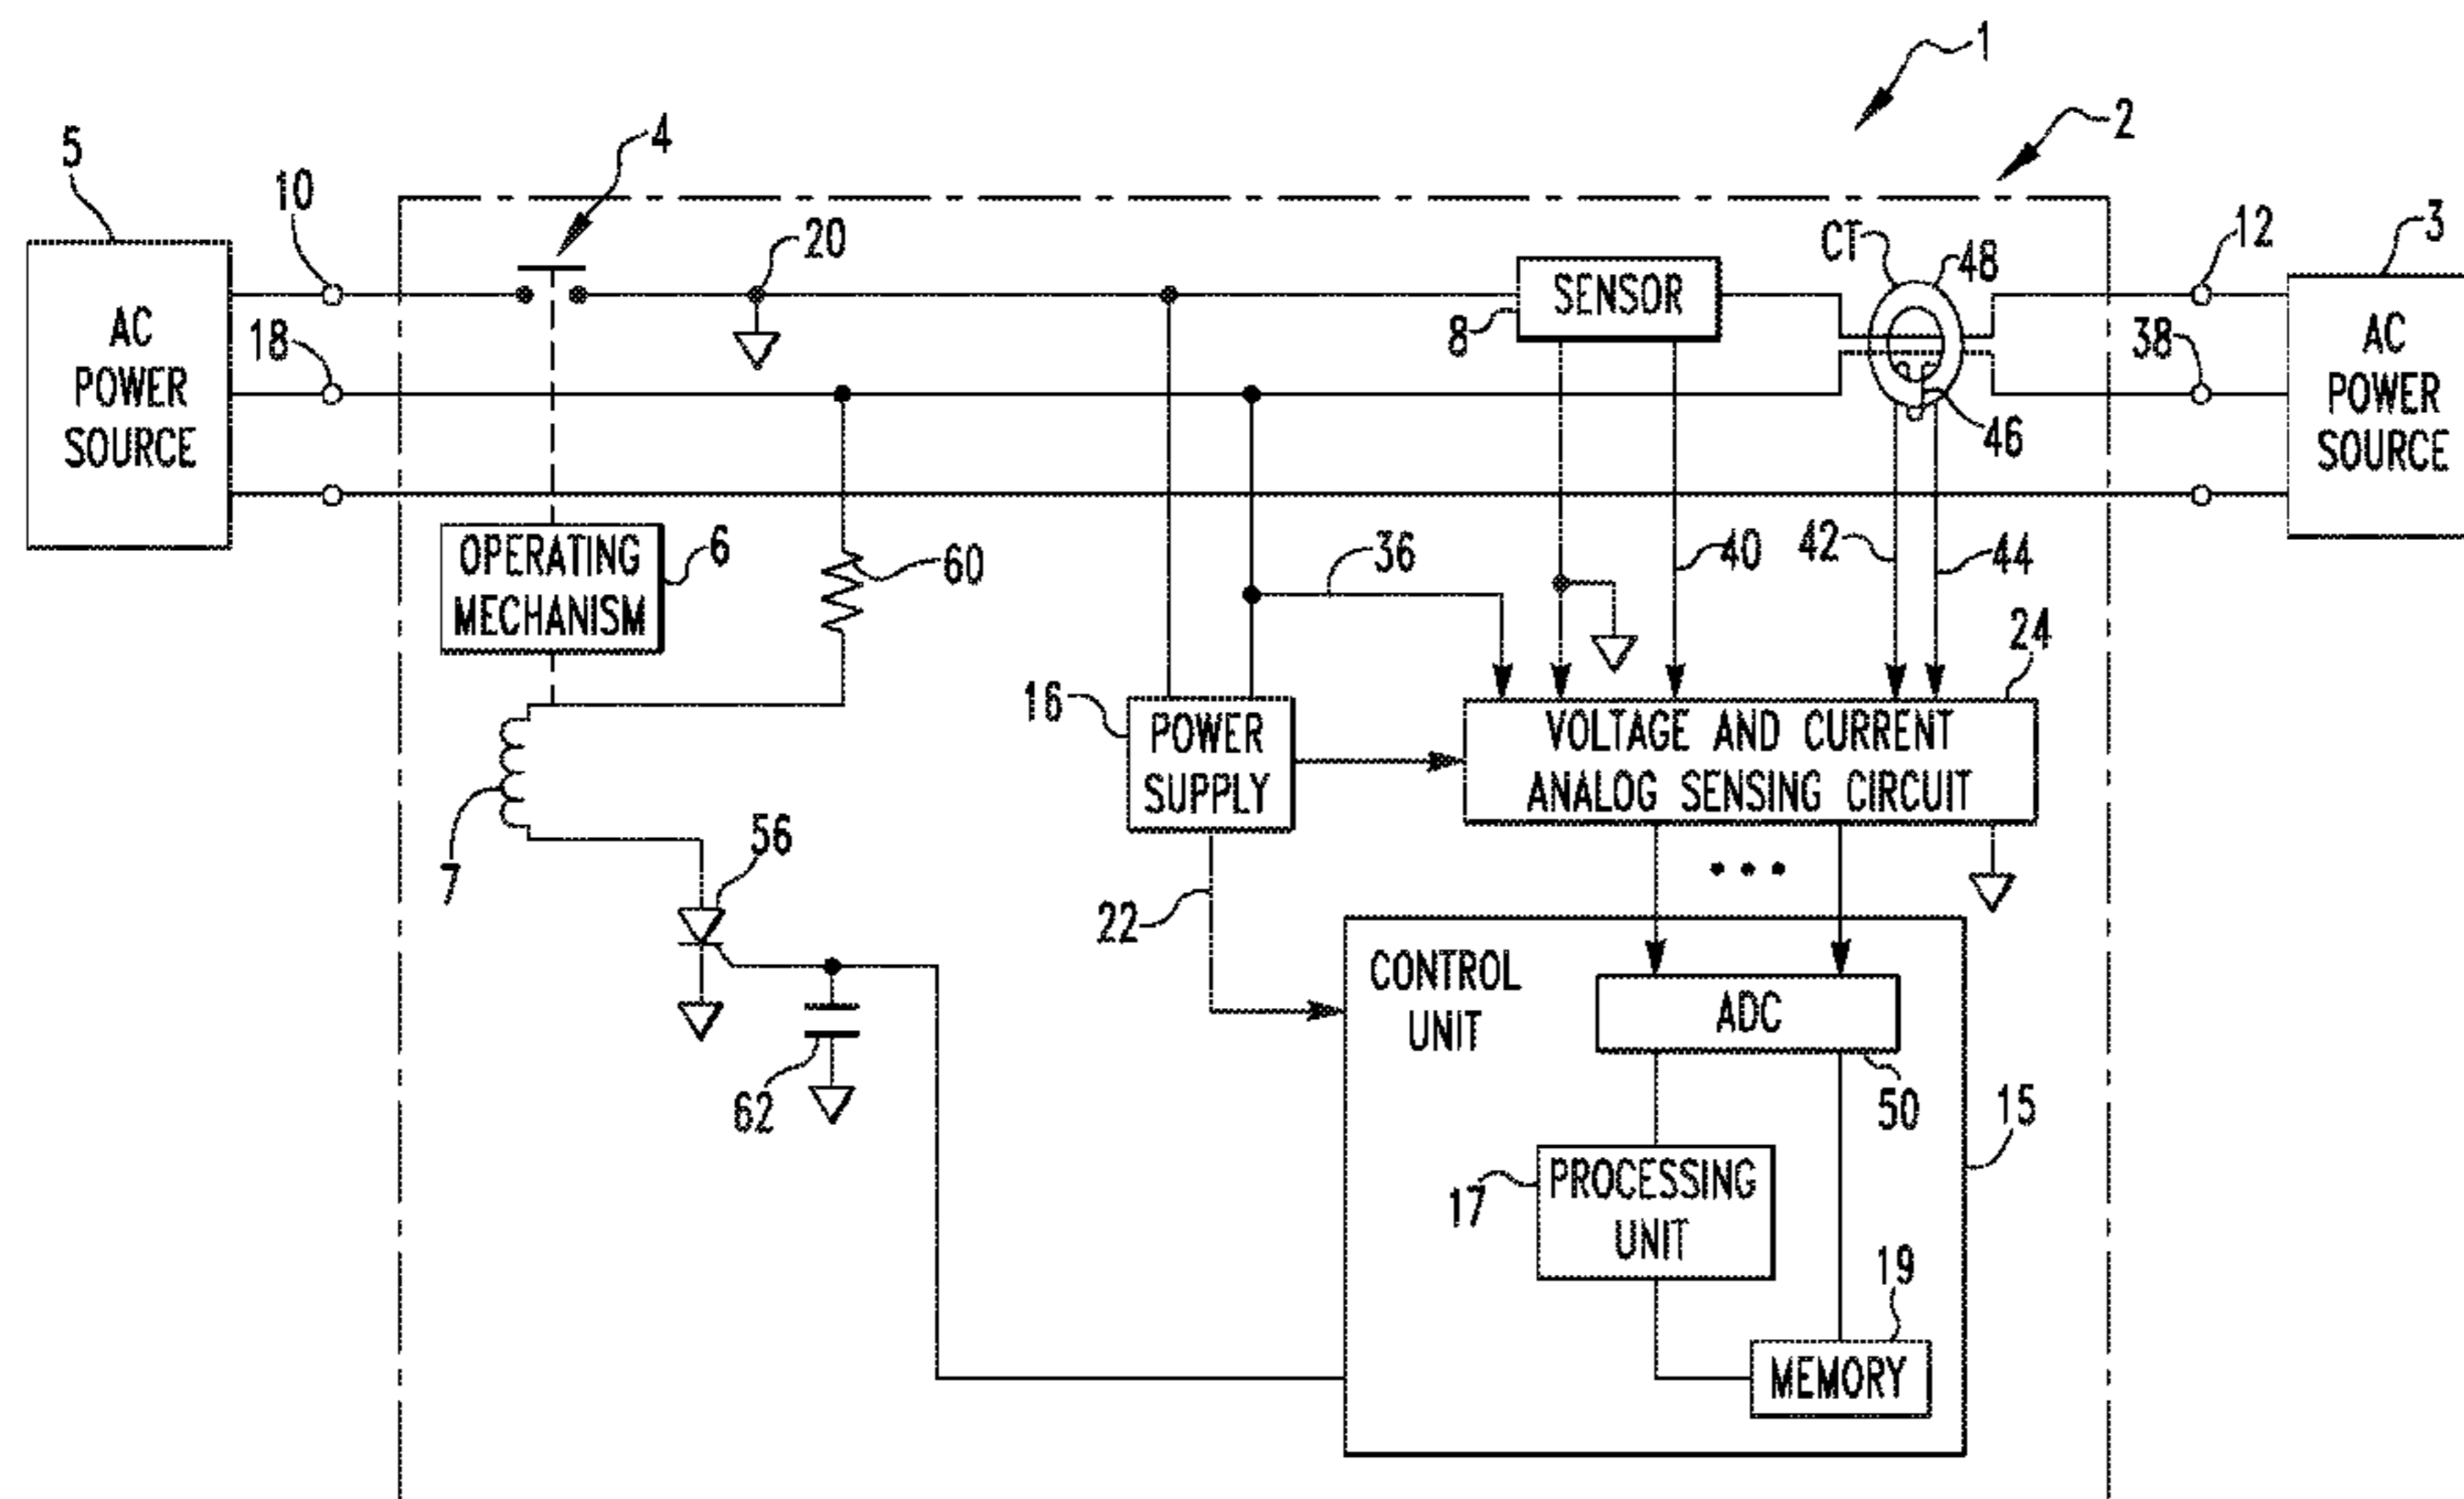 1
2
5
10
4
20
CT
48
12
3
AC
POWER
SOURCE
18
SENSOR
8
38
AC
POWER
SOURCE
46
OPERATING
MECHANISM
6
60
36
40
42
44
24
16
POWER
SUPPLY
VOLTAGE AND CURRENT
ANALOG SENSING CIRCUIT
7
56
• • •
22
CONTROL
UNIT
ADC
62
50
15
17
PROCESSING
UNIT
19
MEMORY